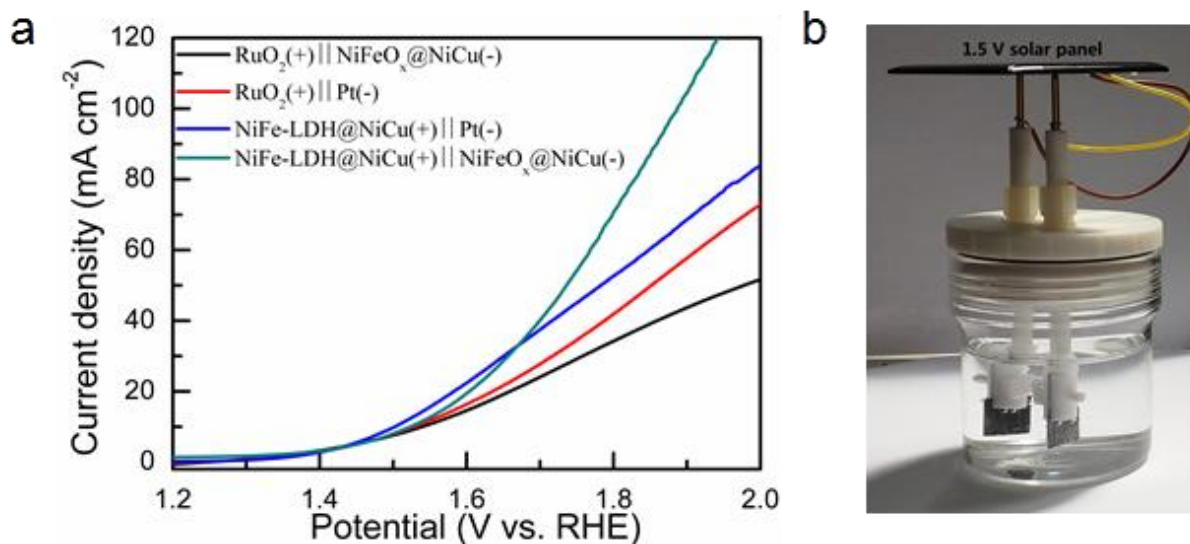 a
120
100
80
60
40
20
0
Current density (mA cm⁻²)
RuO₂(+)||NiFeOₓ@NiCu(-)
RuO₂(+)||Pt(-)
NiFe-LDH@NiCu(+)||Pt(-)
NiFe-LDH@NiCu(+)||NiFeOₓ@NiCu(-)
1.2 1.4 1.6 1.8 2.0
Potential (V vs. RHE)
b
1.5 V solar panel